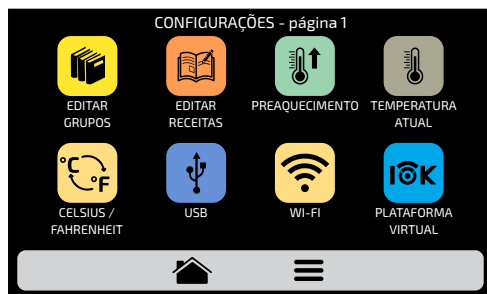 CONFIGURAÇÕES - página 1
EDITAR
GRUPOS
EDITAR
RECEITAS
PREAQUECIMENTO
TEMPERATURA
ATUAL
°C
°F
CELSIUS /
FAHRENHEIT
USB
WI-FI
IOK
PLATAFORMA
VIRTUAL